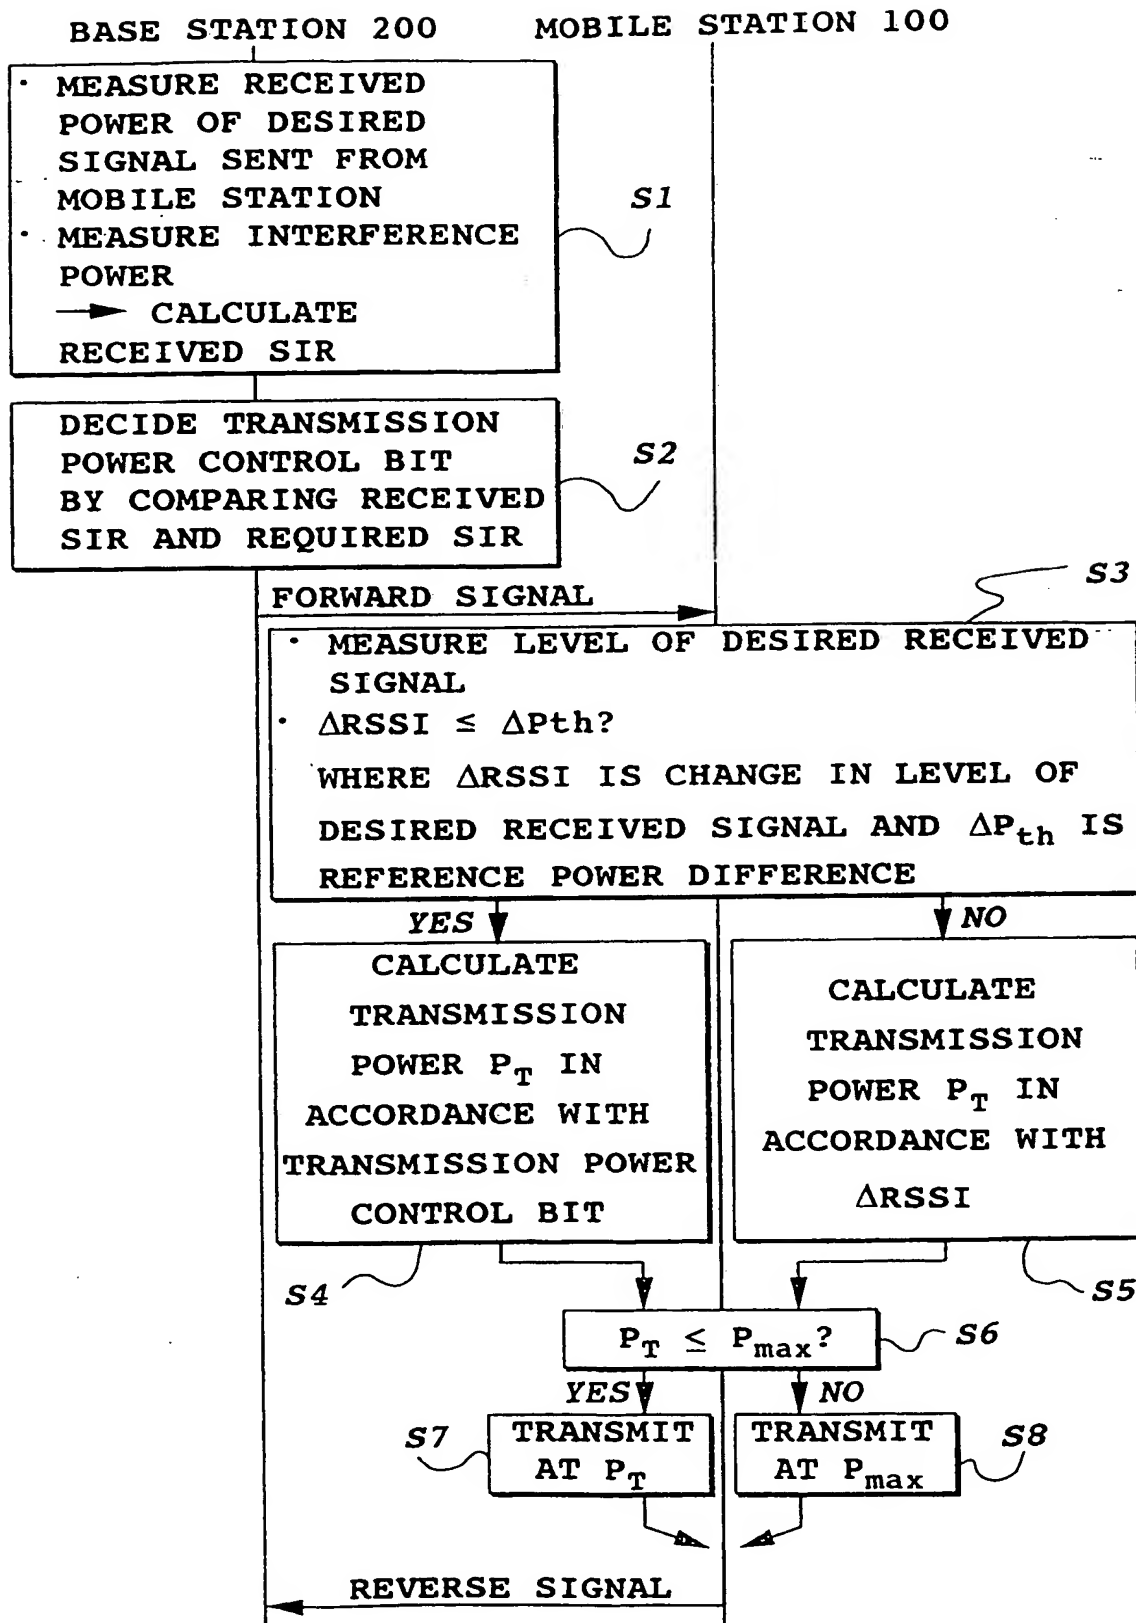 BASE STATION 200
MOBILE STATION 100
· MEASURE RECEIVED
POWER OF DESIRED
SIGNAL SENT FROM
MOBILE STATION
· MEASURE INTERFERENCE
POWER
→ CALCULATE
RECEIVED SIR
S1
DECIDE TRANSMISSION
POWER CONTROL BIT
BY COMPARING RECEIVED
SIR AND REQUIRED SIR
S2
FORWARD SIGNAL
S3
· MEASURE LEVEL OF DESIRED RECEIVED
SIGNAL
· ΔRSSI ≤ ΔPth?
WHERE ΔRSSI IS CHANGE IN LEVEL OF
DESIRED RECEIVED SIGNAL AND ΔPth IS
REFERENCE POWER DIFFERENCE
YES
NO
CALCULATE
TRANSMISSION
POWER PT IN
ACCORDANCE WITH
TRANSMISSION POWER
CONTROL BIT
S4
CALCULATE
TRANSMISSION
POWER PT IN
ACCORDANCE WITH
ΔRSSI
S5
PT ≤ Pmax?
S6
YES
NO
S7
TRANSMIT
AT PT
TRANSMIT
AT Pmax
S8
REVERSE SIGNAL